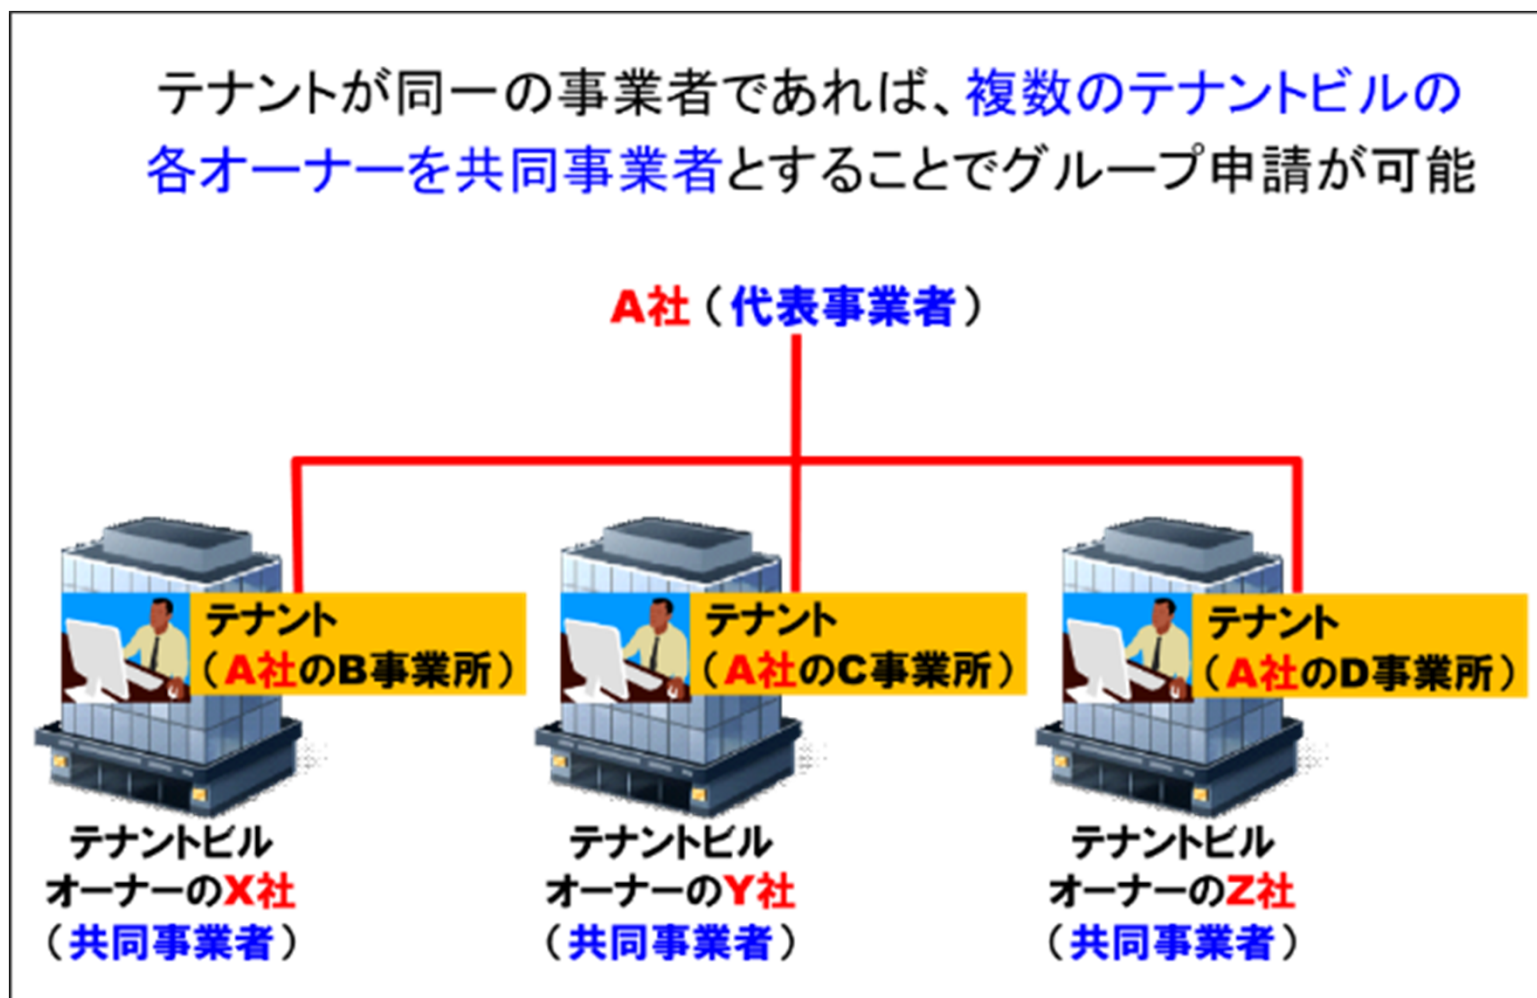 テナントが同一の事業者であれば、複数のテナントビルの
各オーナーを共同事業者とすることでグループ申請が可能
A社（代表事業者）
テナント
（A社のB事業所）
テナント
（A社のC事業所）
テナント
（A社のD事業所）
テナントビル
オーナーのX社
（共同事業者）
テナントビル
オーナーのY社
（共同事業者）
テナントビル
オーナーのZ社
（共同事業者）